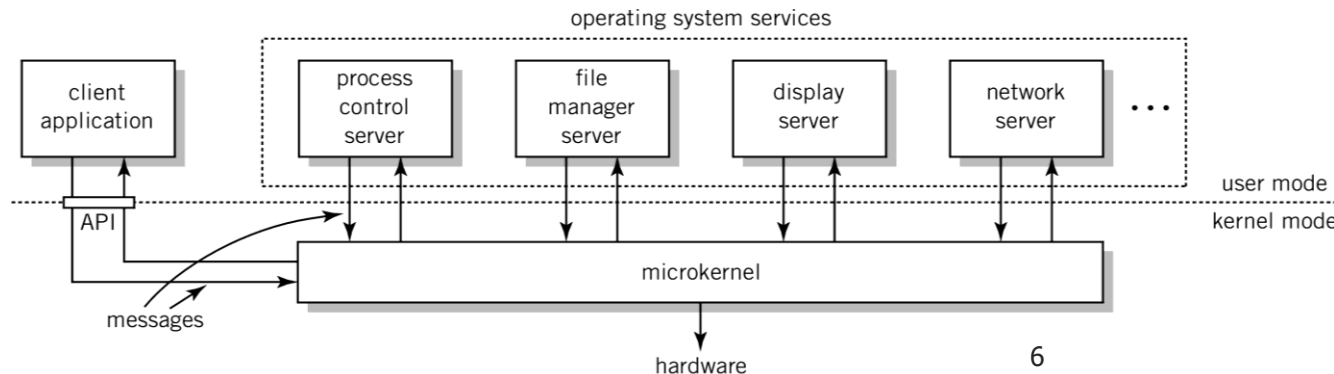 operating system services
client
application
process
control
server
file
manager
server
display
server
network
server
...
user mode
API
kernel mode
microkernel
messages
hardware
6